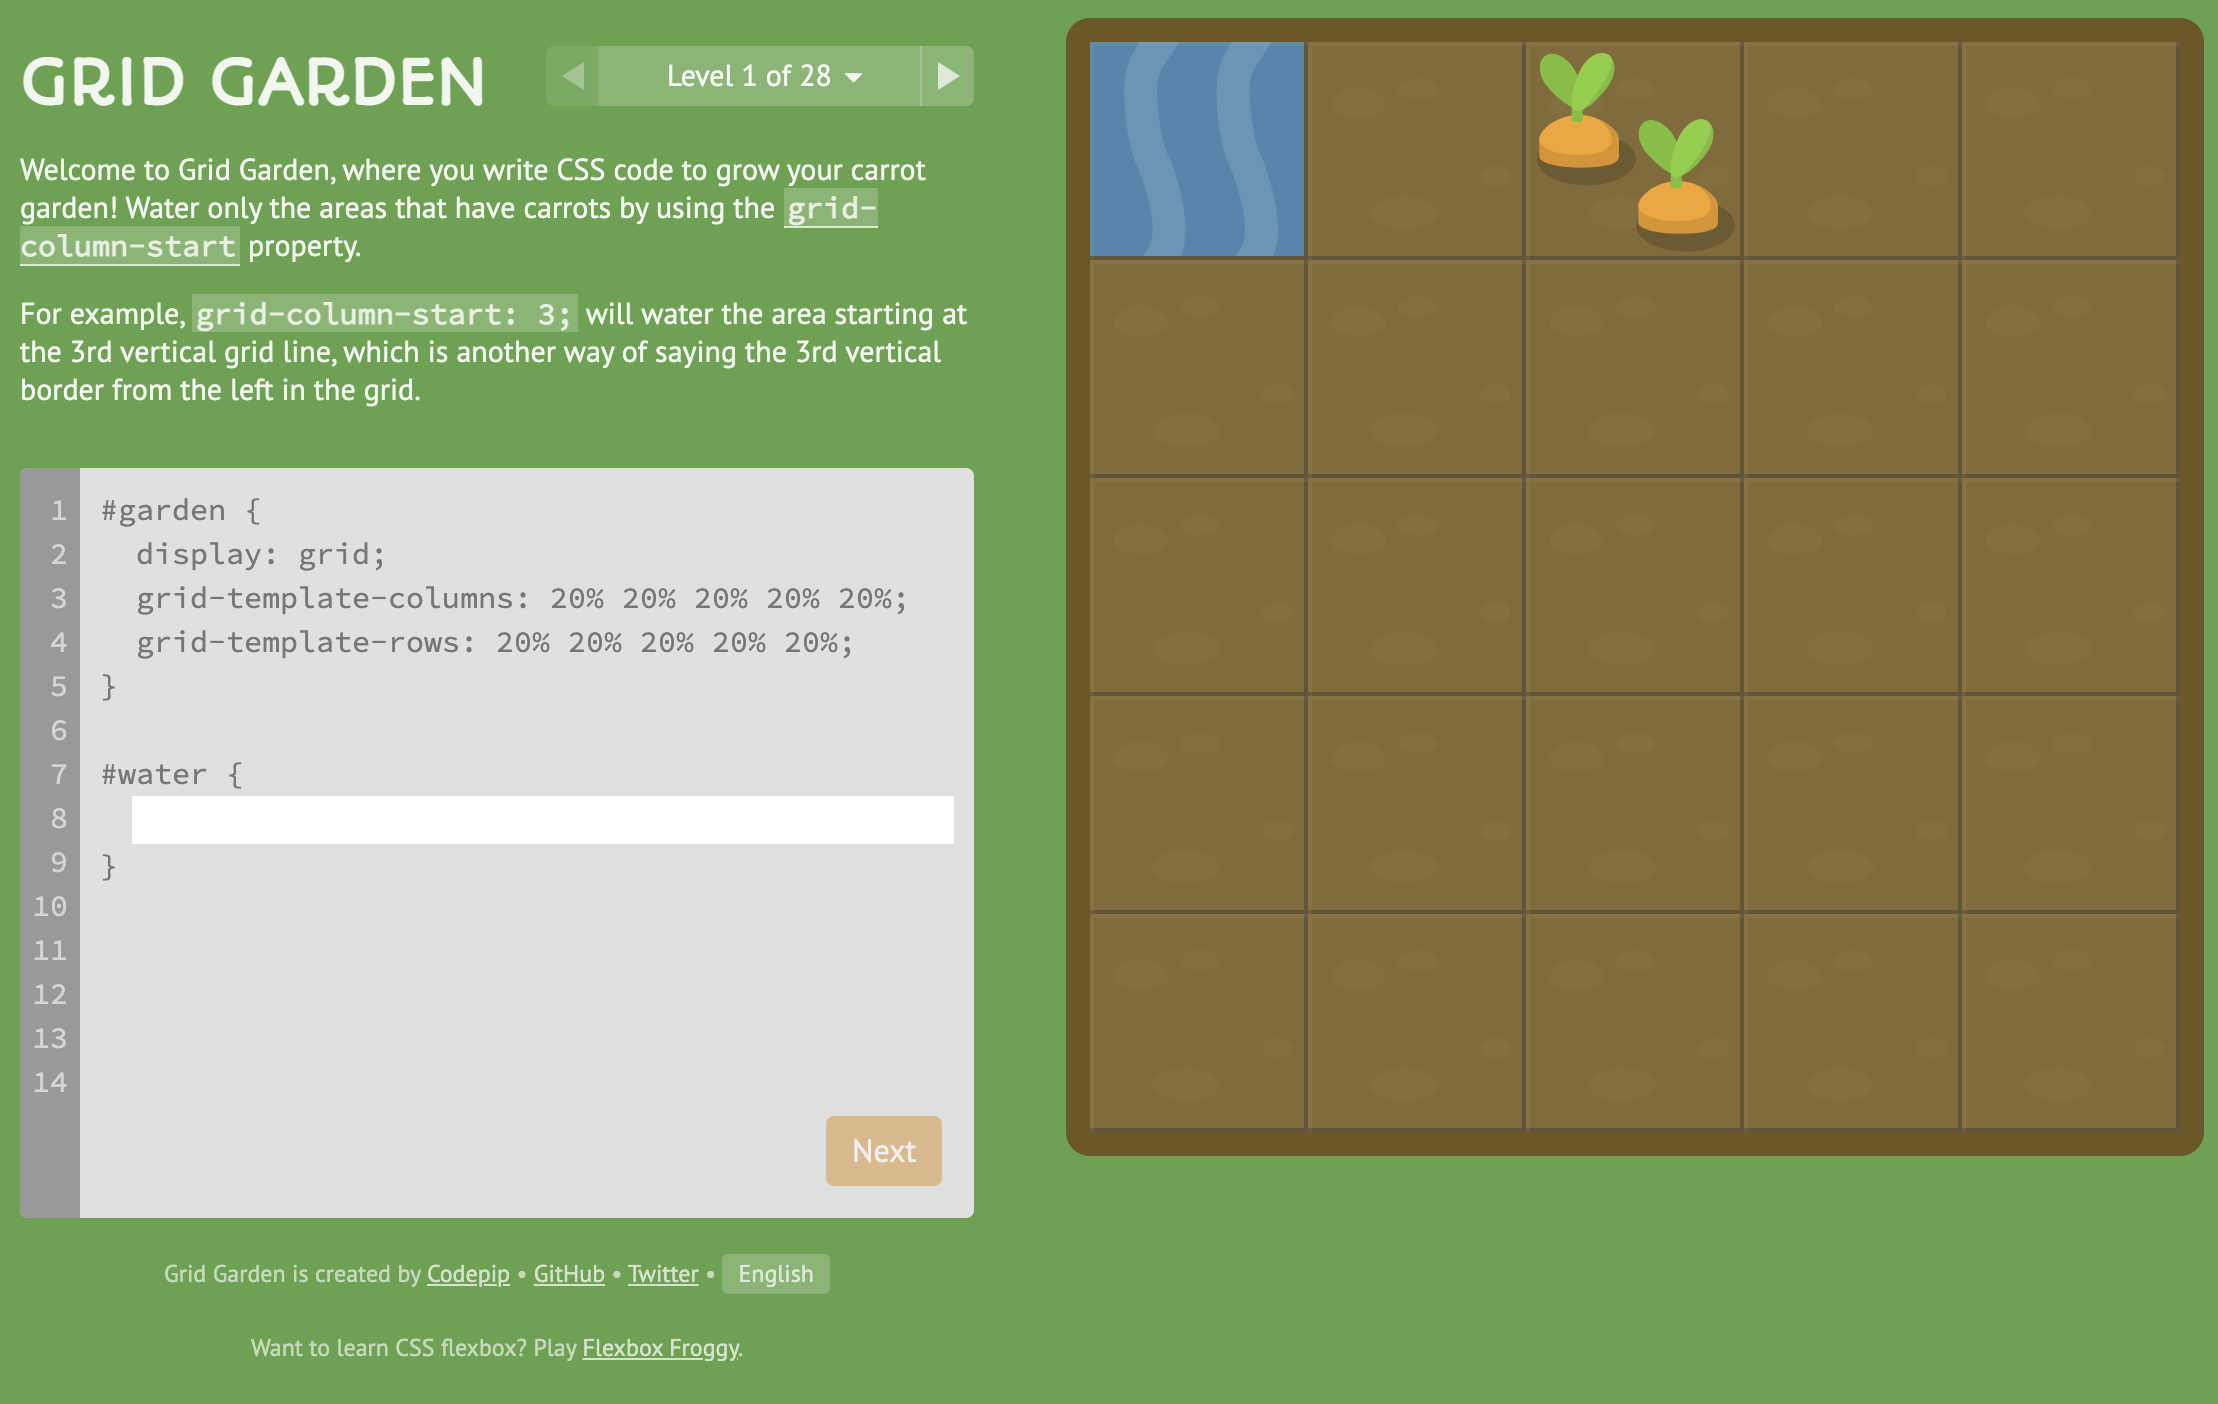 GRID GARDEN
Level 1 of 28
Welcome to Grid Garden, where you write CSS code to grow your carrot
garden! Water only the areas that have carrots by using the grid-
column-start property.
For example, grid-column-start: 3; will water the area starting at
the 3rd vertical grid line, which is another way of saying the 3rd vertical
border from the left in the grid.
1 #garden {
2 display: grid;
3 grid-template-columns: 20% 20% 20% 20% 20%;
4 grid-template-rows: 20% 20% 20% 20% 20%;
5 }
6
7 #water {
8
9 }
10
11
12
13
14
Next
Grid Garden is created by Codepip • GitHub • Twitter • English
Want to learn CSS flexbox? Play Flexbox Froggy.